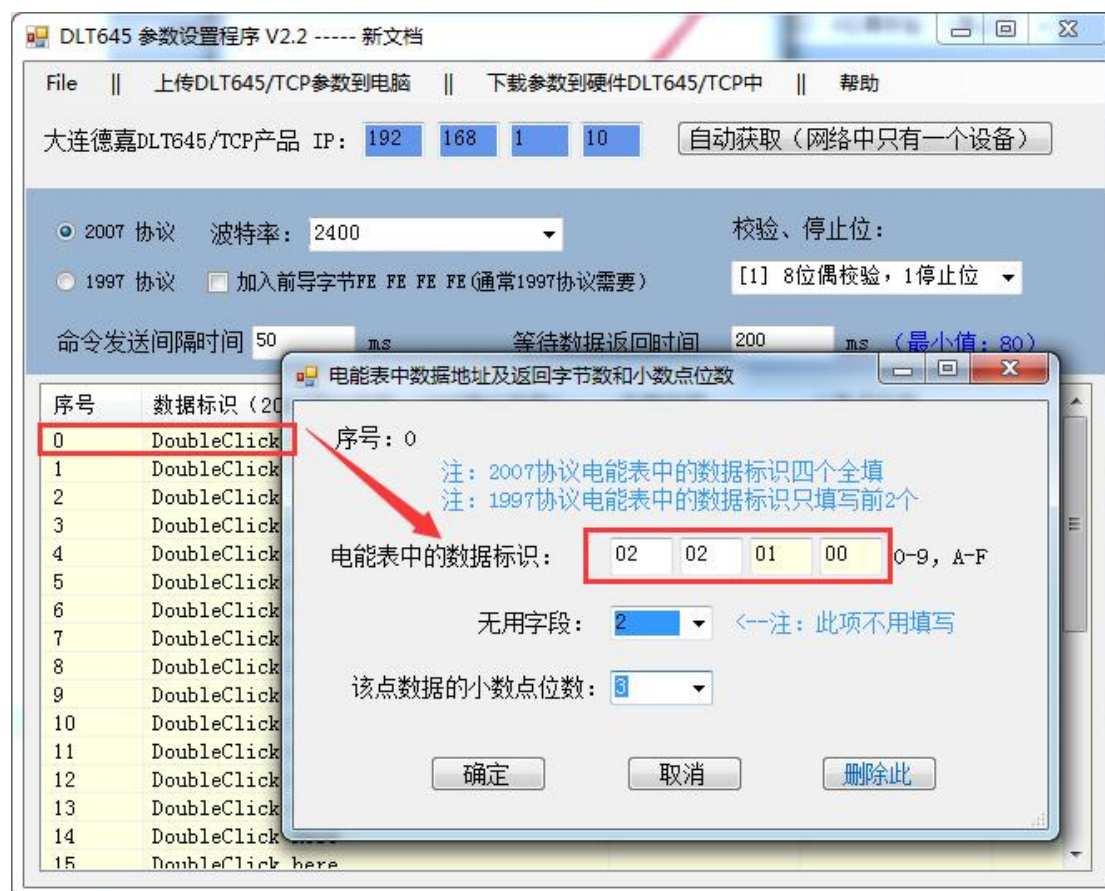 DLT645 参数设置程序 V2.2 ----- 新文档
File || 上传DLT645/TCP参数到电脑 || 下载参数到硬件DLT645/TCP中 || 帮助
大连德嘉DLT645/TCP产品 IP: 192 168 1 10 自动获取（网络中只有一个设备）
2007 协议 波特率: 2400 校验、停止位:
1997 协议 加入前导字节FE FE FE FE(通常1997协议需要) [1] 8位偶校验，1停止位
命令发送间隔时间 50 ms 等待数据返回时间 200 ms (最小值: 80)
电能表中数据地址及返回字节数和小数点位数
序号 数据标识（20
0 DoubleClick
1 DoubleClick
2 DoubleClick
3 DoubleClick
4 DoubleClick
5 DoubleClick
6 DoubleClick
7 DoubleClick
8 DoubleClick
9 DoubleClick
10 DoubleClick
11 DoubleClick
12 DoubleClick
13 DoubleClick
14 DoubleClick
15 DoubleClick here
序号: 0
注: 2007协议电能表中的数据标识四个全填
注: 1997协议电能表中的数据标识只填写前2个
电能表中的数据标识: 02 02 01 00 0-9, A-F
无用字段: 2 <--注: 此项不用填写
该点数据的小数点位数: 3
确定 取消 删除此